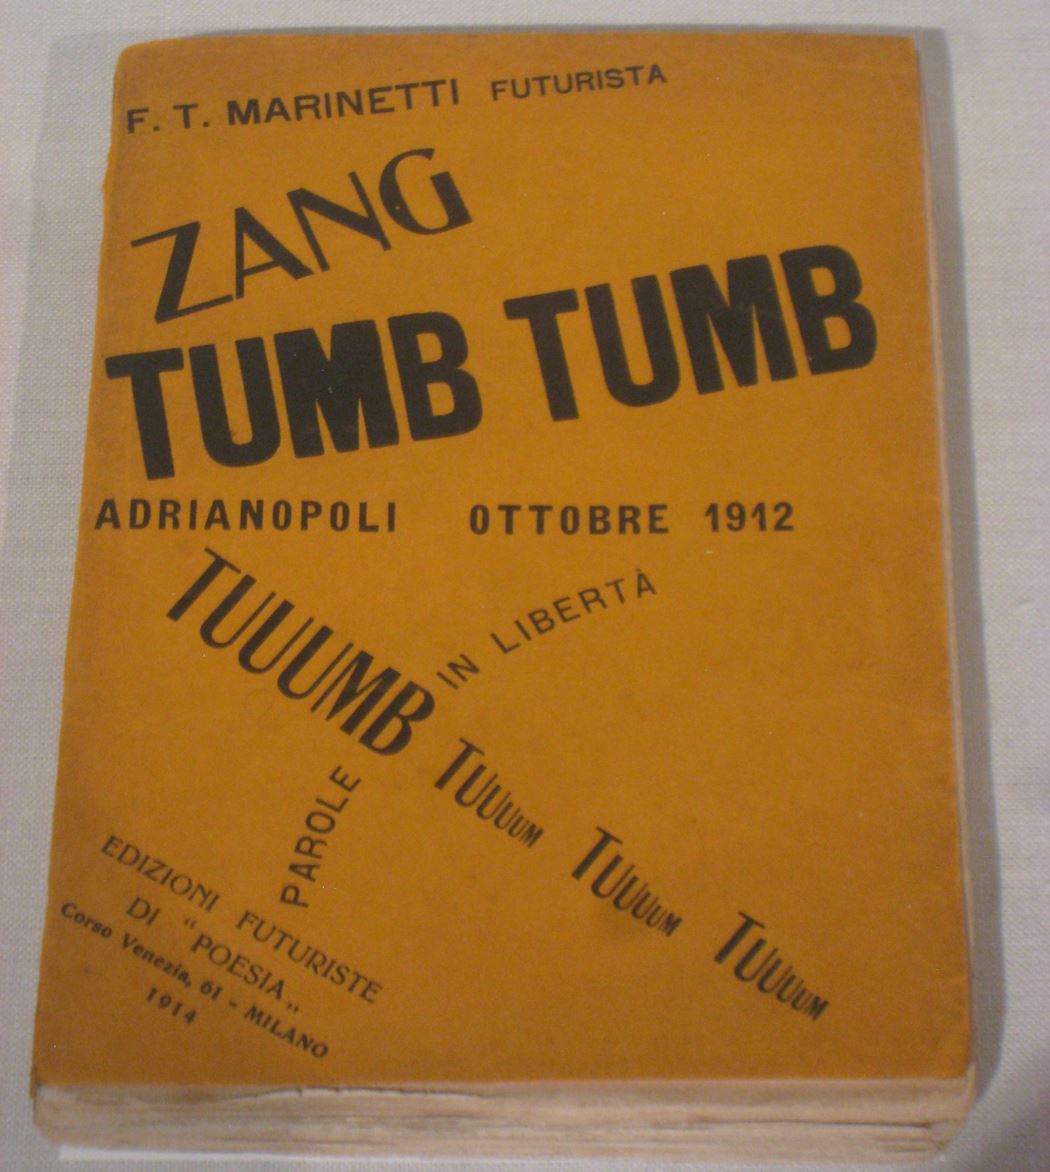 F. T. MARINETTI FUTURISTA
ZANG
TUMB TUMB
ADRIANOPOLI OTTOBRE 1912
TUUUMB
TUUUUM TUUUUM TUUUUM
PAROLE IN LIBERTÀ
EDIZIONI FUTURISTE
DI “POESIA„
Corso Venezia, 61 - MILANO
1914